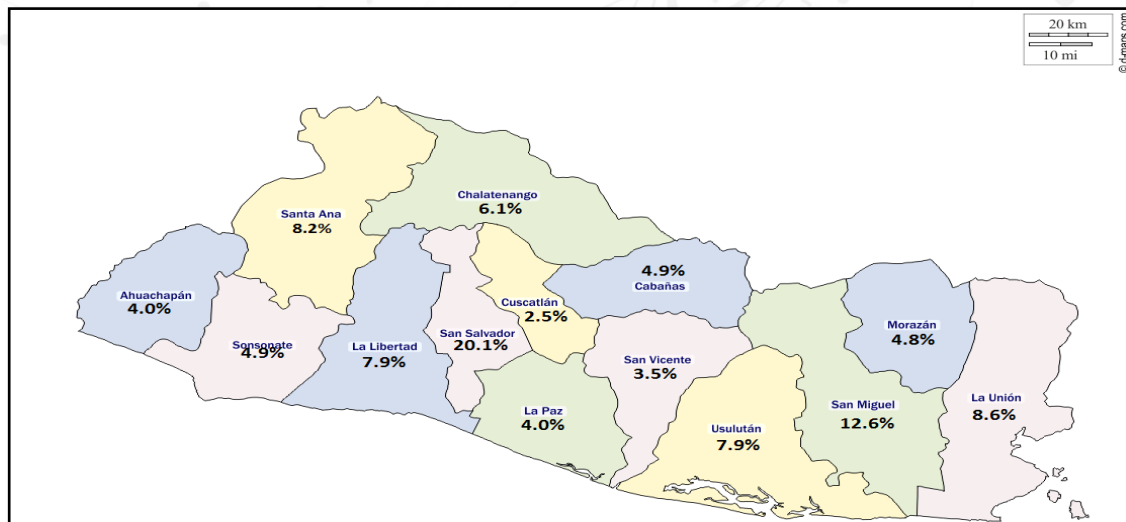 20 km
10 mi
© d-maps.com
Chalatenango
6.1%
Santa Ana
8.2%
4.9%
Cabañas
Ahuachapán
4.0%
Cuscatlán
2.5%
Sonsonate
4.9%
La Libertad
7.9%
San Salvador
20.1%
San Vicente
3.5%
Morazán
4.8%
La Unión
8.6%
La Paz
4.0%
Usulután
7.9%
San Miguel
12.6%